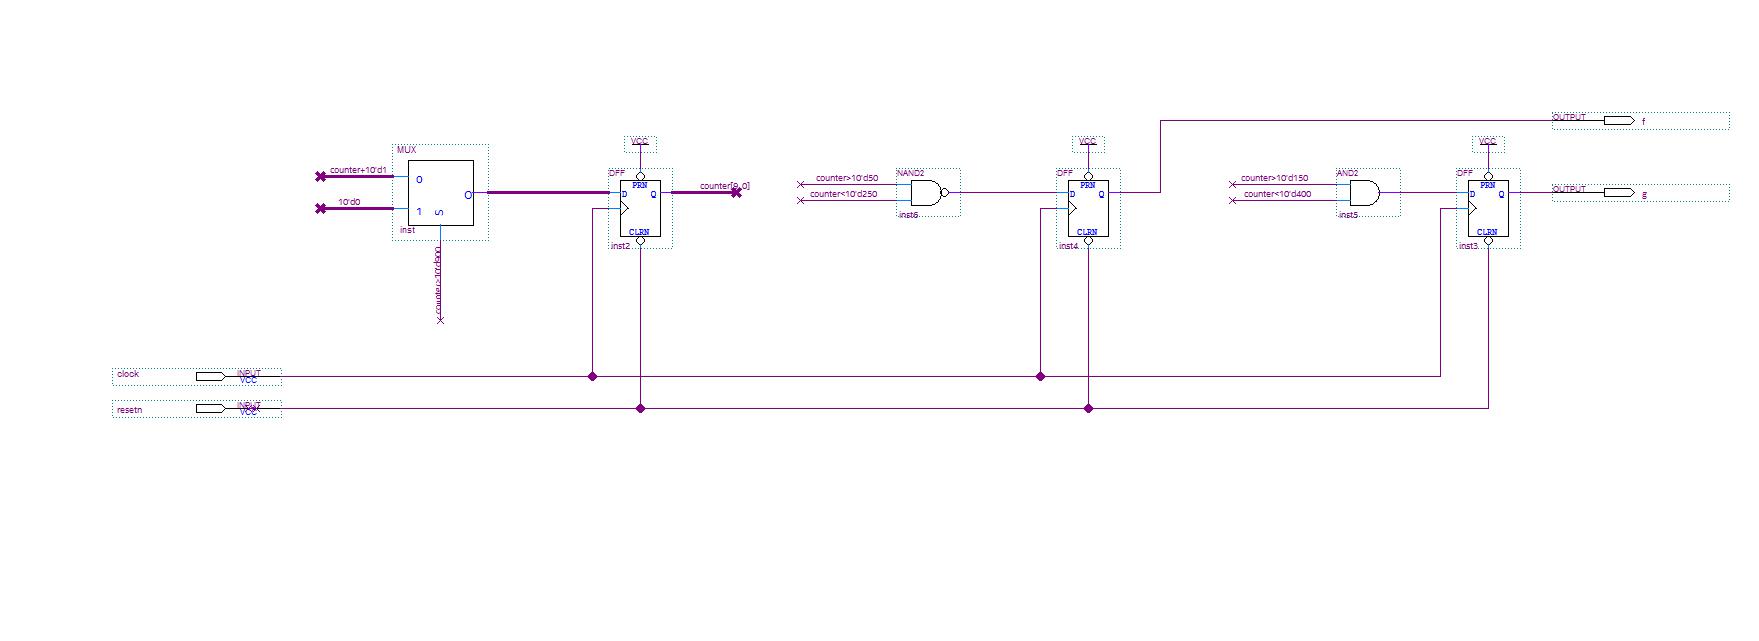 MUX
counter+10'd1
10'd0
0
1
S
O
inst
counter>10'd900
VCC
DFF
PRN
D
Q
CLRN
inst2
counter[9..0]
counter>10'd50
counter<10'd250
NAND2
inst6
VCC
DFF
PRN
D
Q
CLRN
inst4
counter>10'd150
counter<10'd400
AND2
inst5
VCC
DFF
PRN
D
Q
CLRN
inst3
OUTPUT
f
OUTPUT
g
clock
INPUT
VCC
resetn
INPUT
VCC